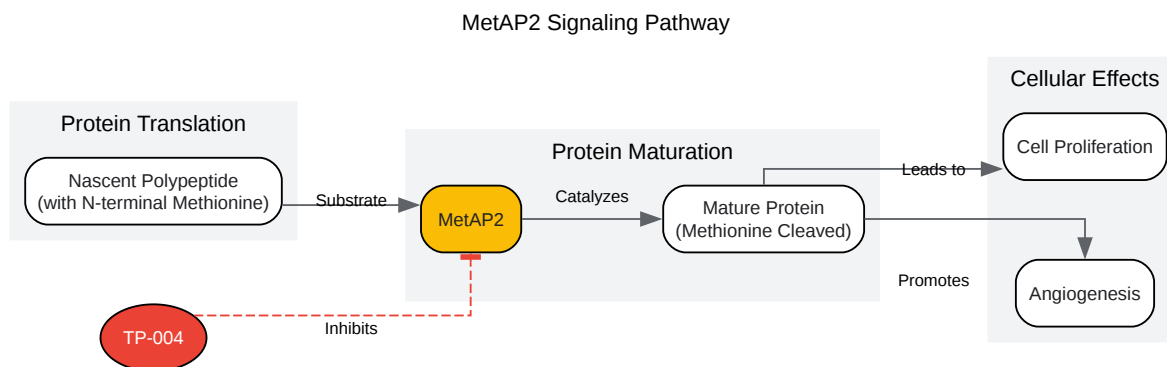 MetAP2 Signaling Pathway
Protein Translation
Nascent Polypeptide
(with N-terminal Methionine)
Substrate
Protein Maturation
MetAP2
Catalyzes
Mature Protein
(Methionine Cleaved)
Leads to
Promotes
Cellular Effects
Cell Proliferation
Angiogenesis
TP-004
Inhibits